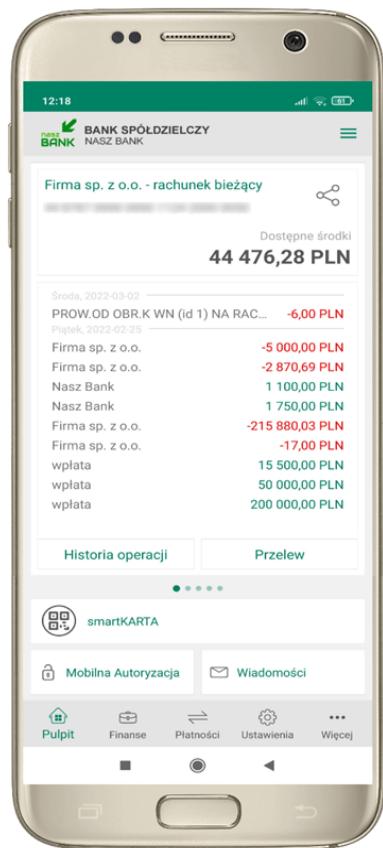 12:18
61
nasz BANK
BANK SPÓŁDZIELCZY
NASZ BANK
Firma sp. z o.o. - rachunek bieżący
Dostępne środki
44 476,28 PLN
Środa, 2022-03-02
PROW.OD OBR.K WN (id 1) NA RAC... -6,00 PLN
Piątek, 2022-02-25
Firma sp. z o.o. -5 000,00 PLN
Firma sp. z o.o. -2 870,69 PLN
Nasz Bank 1 100,00 PLN
Nasz Bank 1 750,00 PLN
Firma sp. z o.o. -215 880,03 PLN
Firma sp. z o.o. -17,00 PLN
wpłata 15 500,00 PLN
wpłata 50 000,00 PLN
wpłata 200 000,00 PLN
Historia operacji Przelew
smartKARTA
Mobilna Autoryzacja Wiadomości
Pulpit Finanse Płatności Ustawienia Więcej